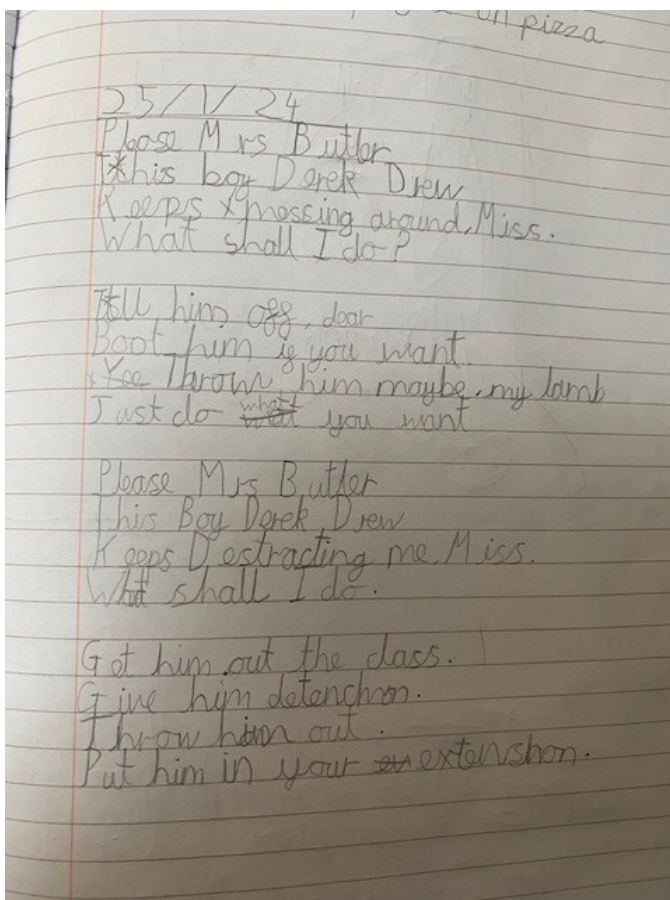 un pizza
25/1/24
Please Mrs Butler
This boy Derek Drew
Keeps messing around, Miss.
What shall I do?
Tell him off, dear
Boot him if you want.
Throw him maybe, my lamb
Just do what you want
Please Mrs Butler
this Boy Derek Drew
Keeps Destracting me, Miss.
What shall I do.
Get him out the class.
Give him detenchon.
Throw him out.
Put him in your extenshon.